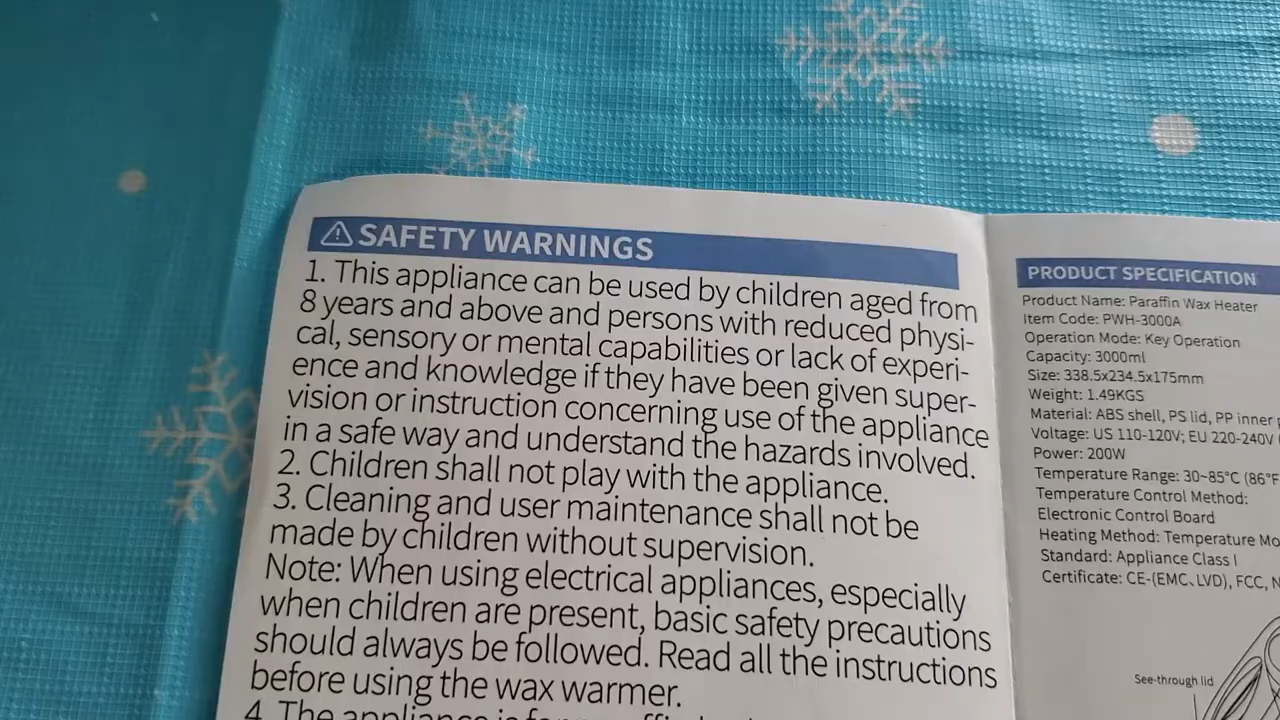 SAFETY WARNINGS
1. This appliance can be used by children aged from
8 years and above and persons with reduced physi-
cal, sensory or mental capabilities or lack of experi-
ence and knowledge if they have been given super-
vision or instruction concerning use of the appliance
in a safe way and understand the hazards involved.
2. Children shall not play with the appliance.
3. Cleaning and user maintenance shall not be
made by children without supervision.
Note: When using electrical appliances, especially
when children are present, basic safety precautions
should always be followed. Read all the instructions
before using the wax warmer.
4. The appliance is for
PRODUCT SPECIFICATION
Product Name: Paraffin Wax Heater
Item Code: PWH-3000A
Operation Mode: Key Operation
Capacity: 3000ml
Size: 338.5x234.5x175mm
Weight: 1.49KGS
Material: ABS shell, PS lid, PP inner
Voltage: US 110-120V; EU 220-240V
Power: 200W
Temperature Range: 30~85°C (86°F
Temperature Control Method:
Electronic Control Board
Heating Method: Temperature Mo
Standard: Appliance Class I
Certificate: CE-(EMC, LVD), FCC,
See-through lid